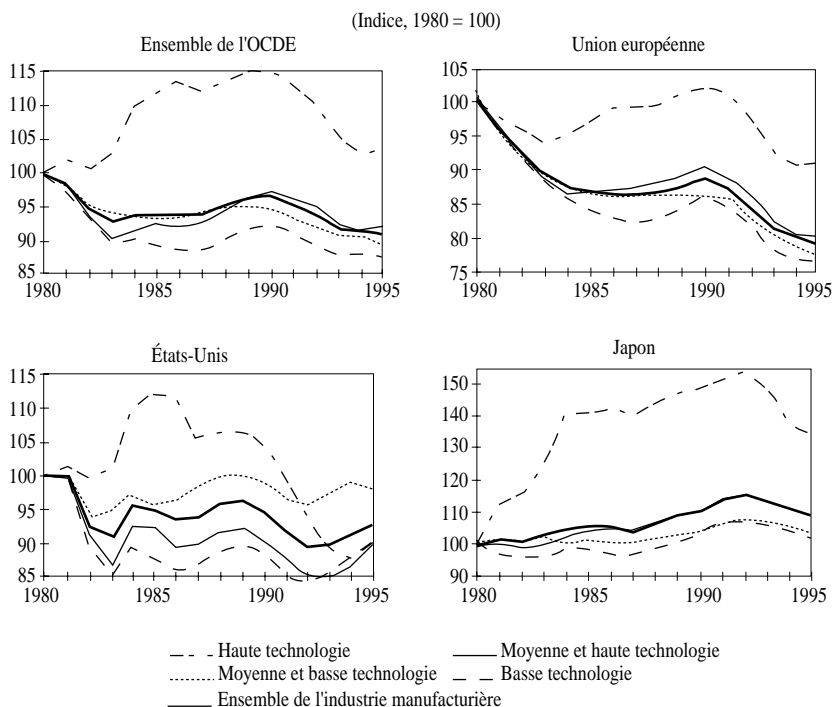 (Indice, 1980 = 100)
Ensemble de l'OCDE
115
110
105
100
95
90
85
1980 1985 1990 1995
Union européenne
105
100
95
90
85
80
75
1980 1985 1990 1995
États-Unis
115
110
105
100
95
90
85
1980 1985 1990 1995
Japon
150
140
130
120
110
100
90
1980 1985 1990 1995
Haute technologie
Moyenne et haute technologie
Moyenne et basse technologie
Basse technologie
Ensemble de l'industrie manufacturière